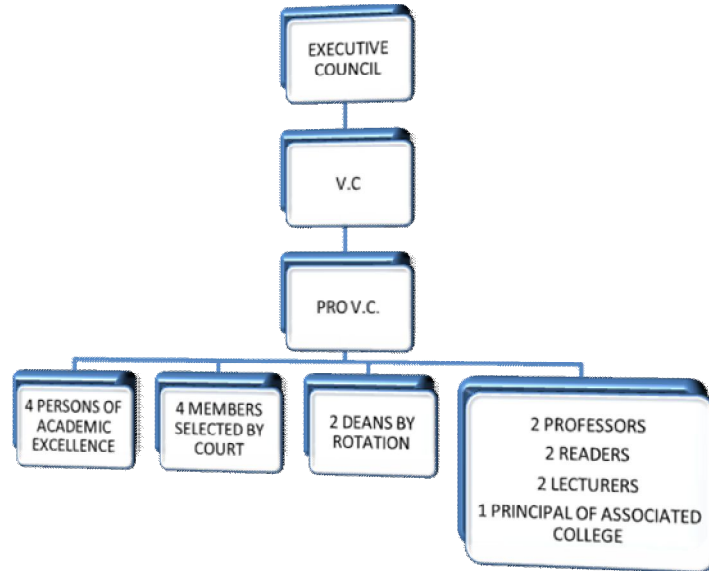 EXECUTIVE
COUNCIL
V.C
PRO V.C.
4 PERSONS OF
ACADEMIC
EXCELLENCE
4 MEMBERS
SELECTED BY
COURT
2 DEANS BY
ROTATION
2 PROFESSORS
2 READERS
2 LECTURERS
1 PRINCIPAL OF ASSOCIATED
COLLEGE